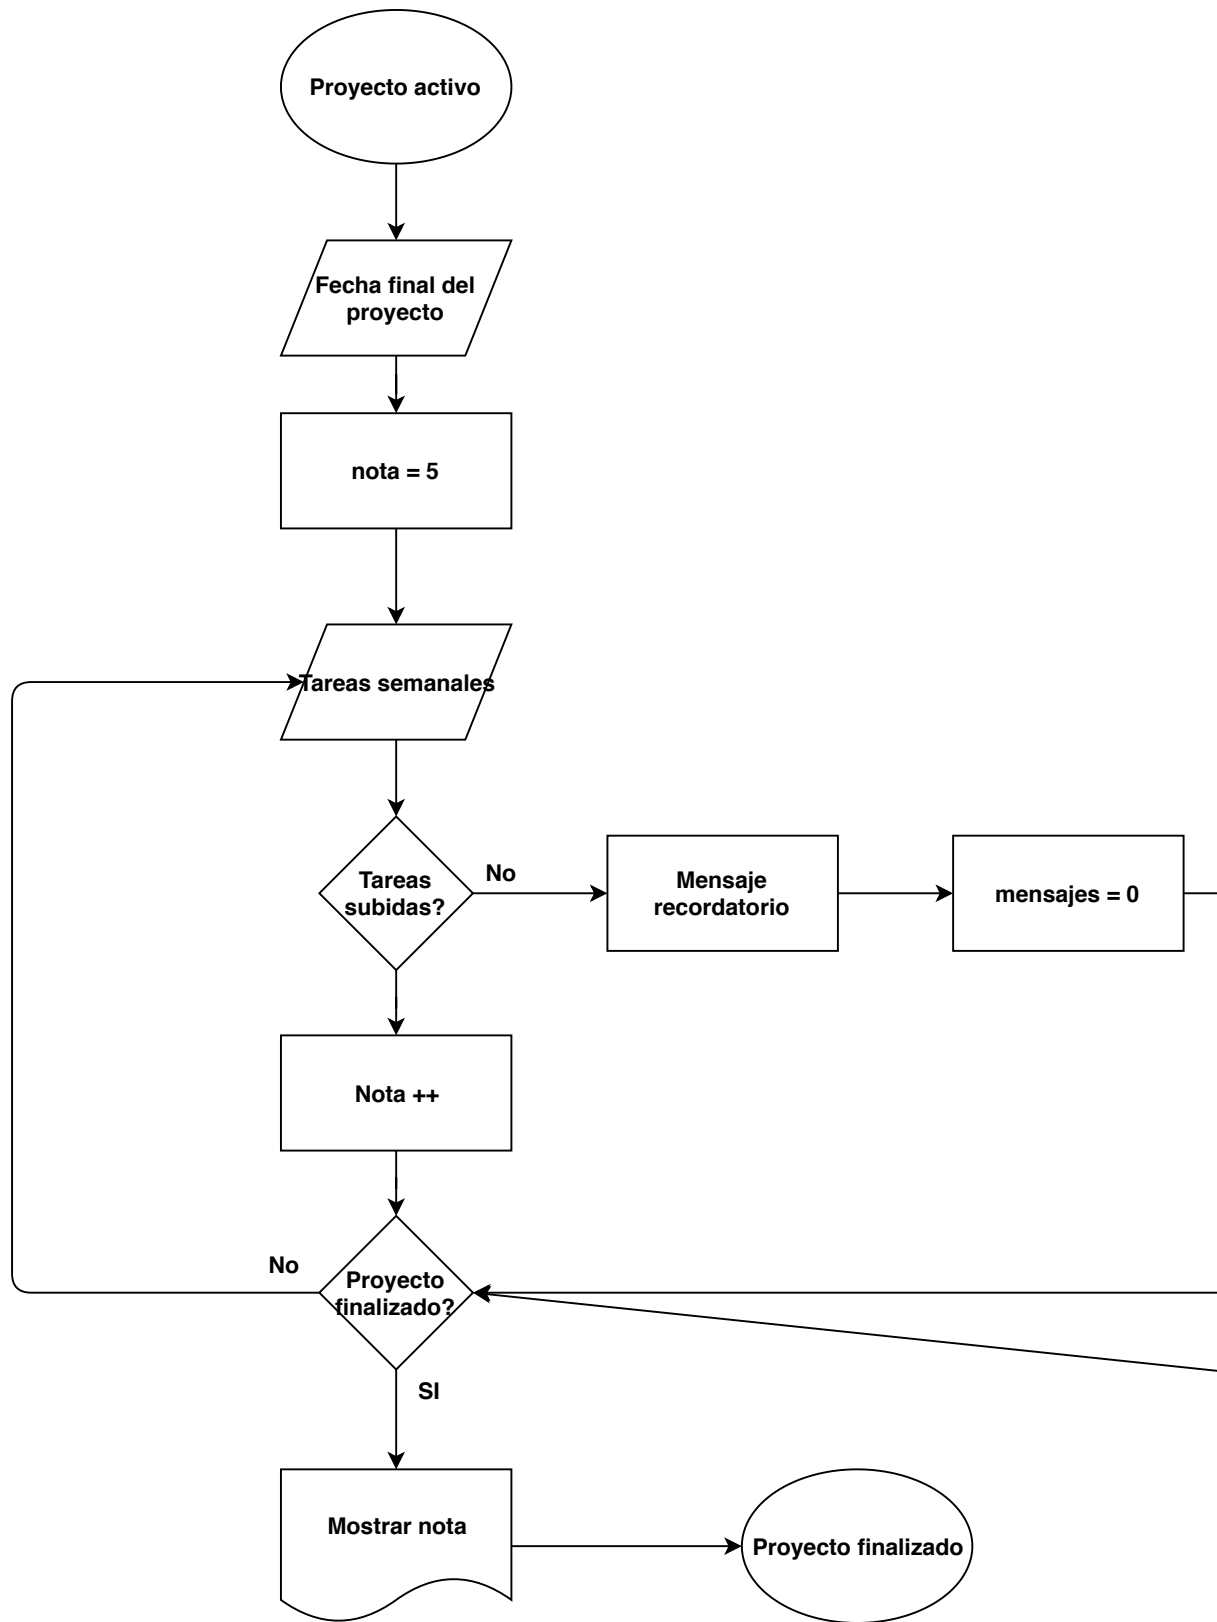 Proyecto activo
Fecha final del
proyecto
nota = 5
Tareas semanales
Tareas
subidas?
No
Mensaje
recordatorio
mensajes = 0
Nota ++
No
Proyecto
finalizado?
SI
Mostrar nota
Proyecto finalizado